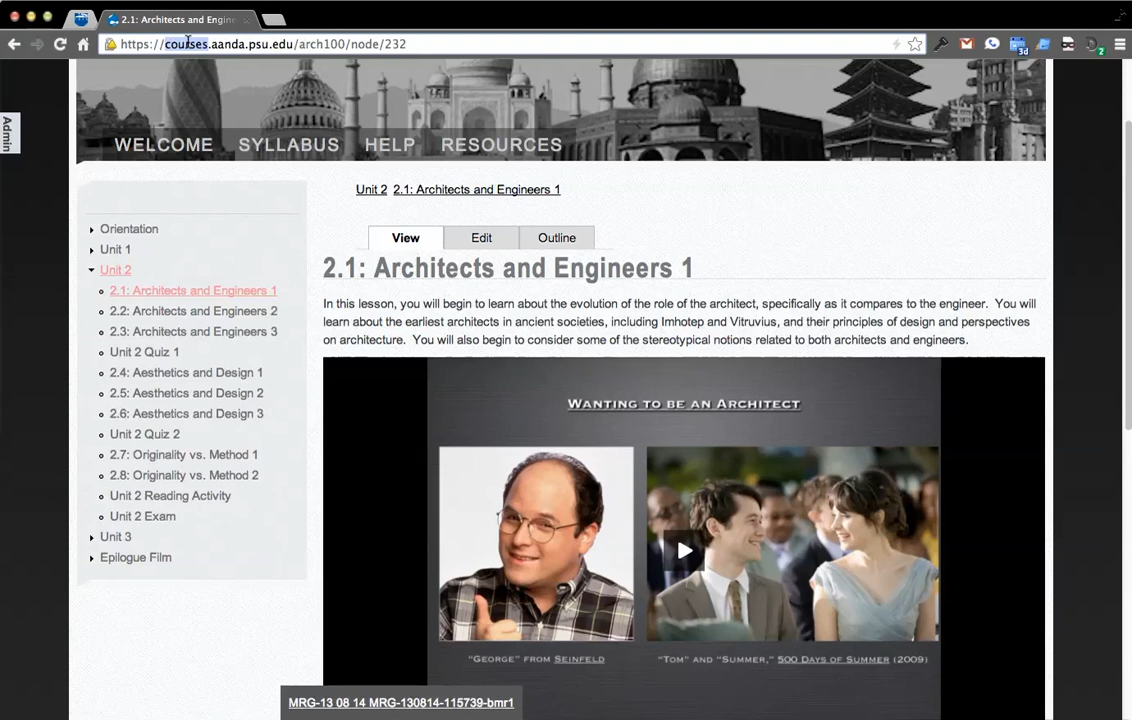 2.1: Architects and Engine
https://courses.aanda.psu.edu/arch100/node/232
3d
2
Admin
WELCOME SYLLABUS HELP RESOURCES
Unit 2 2.1: Architects and Engineers 1
View Edit Outline
2.1: Architects and Engineers 1
In this lesson, you will begin to learn about the evolution of the role of the architect, specifically as it compares to the engineer. You will
learn about the earliest architects in ancient societies, including Imhotep and Vitruvius, and their principles of design and perspectives
on architecture. You will also begin to consider some of the stereotypical notions related to both architects and engineers.
Orientation
Unit 1
Unit 2
2.1: Architects and Engineers 1
2.2: Architects and Engineers 2
2.3: Architects and Engineers 3
Unit 2 Quiz 1
2.4: Aesthetics and Design 1
2.5: Aesthetics and Design 2
2.6: Aesthetics and Design 3
Unit 2 Quiz 2
2.7: Originality vs. Method 1
2.8: Originality vs. Method 2
Unit 2 Reading Activity
Unit 2 Exam
Unit 3
Epilogue Film
WANTING TO BE AN ARCHITECT
"GEORGE" FROM SEINFELD
"TOM" AND "SUMMER," 500 DAYS OF SUMMER (2009)
MRG-13 08 14 MRG-130814-115739-bmr1